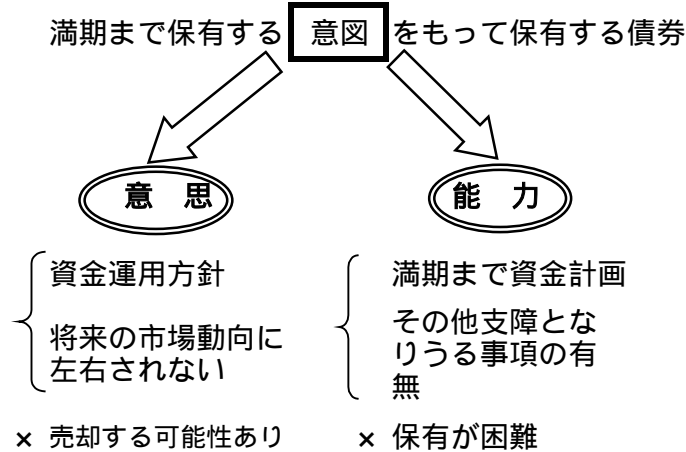 満期まで保有する 意図 をもって保有する債券
意 思
能 力
資金運用方針
将来の市場動向に
左右されない
× 売却する可能性あり
満期まで資金計画
その他支障とな
りうる事項の有
無
× 保有が困難